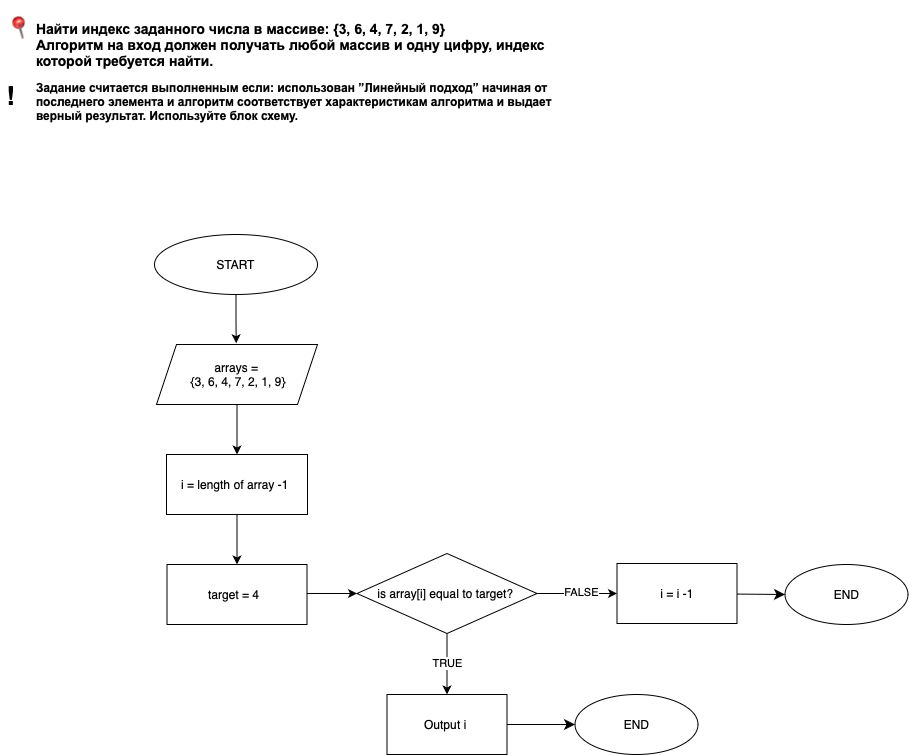 Найти индекс заданного числа в массиве: {3, 6, 4, 7, 2, 1, 9}
Алгоритм на вход должен получать любой массив и одну цифру, индекс
которой требуется найти.
! Задание считается выполненным если: использован ”Линейный подход” начиная от
последнего элемента и алгоритм соответствует характеристикам алгоритма и выдает
верный результат. Используйте блок схему.
START
arrays =
{3, 6, 4, 7, 2, 1, 9}
i = length of array -1
target = 4
is array[i] equal to target?
FALSE
i = i -1
END
TRUE
Output i
END